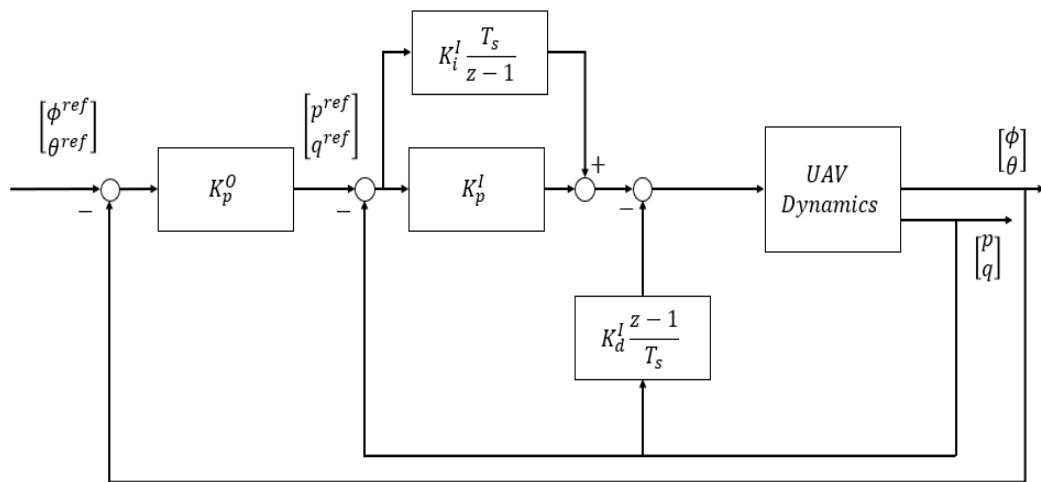 K_i^I T_s/(z − 1)
[ϕ^ref
θ^ref]
[p^ref
q^ref]
K_p^O
K_p^I
+
UAV
Dynamics
[ϕ
θ]
−
−
−
[p
q]
K_d^I (z − 1)/T_s